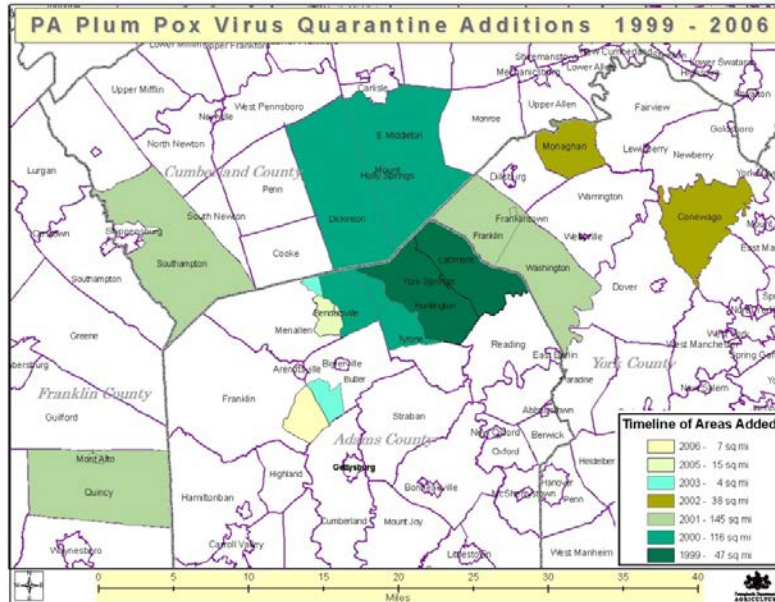 PA Plum Pox Virus Quarantine Additions 1999 - 2006
Carlisle
Upper Allen
Fairview
Upper Mifflin
West Pennsboro
Monroe
S. Middleton
Monaghan
Newberry
Lurgan
North Newton
Cumberland County
Mount
Holly Springs
Dillsburg
Penn
Warrington
South Newton
Dickinson
Conewago
Franklin
Franklintown
Cooke
Southampton
Southampton
Latimore
Washington
York Springs
Dover
Huntington
Greene
Menallen
Tyrone
Reading
West Manchester
East Berlin
York County
Arendtsville
Butler
Paradine
Franklin County
Franklin
Guilford
Straban
Abbottstown
Adams County
New Oxford
Berwick
Oxford
Mont Alto
Gettysburg
Highland
Heidelberg
Quincy
Hamiltonban
Hanover
Penn
Cumberland
Mount Joy
Carroll Valley
Waynesboro
Littlestown
West Manheim
Timeline of Areas Added
2006 - 7 sq mi
2005 - 15 sq mi
2003 - 4 sq mi
2002 - 38 sq mi
2001 - 145 sq mi
2000 - 116 sq mi
1999 - 47 sq mi
0 5 10 15 20 25 30 35 40
Miles